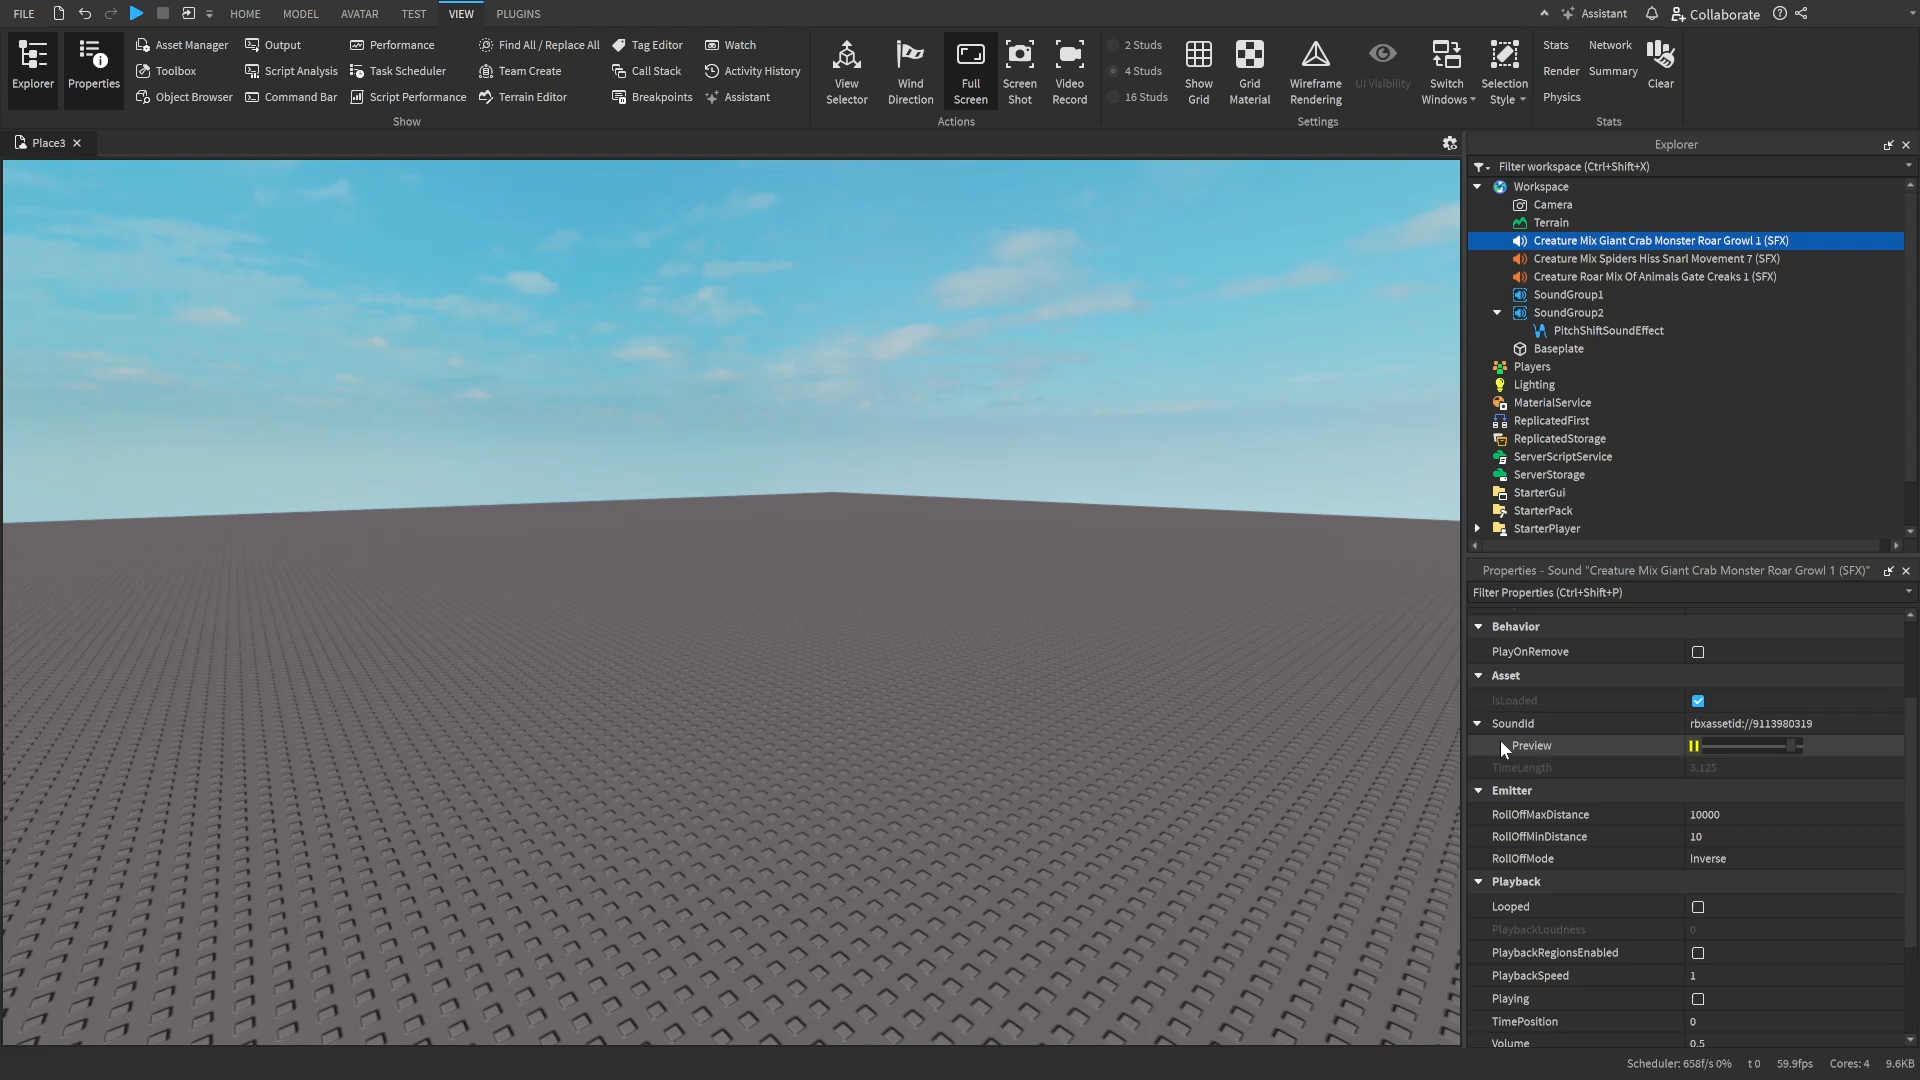 FILE HOME MODEL AVATAR TEST VIEW PLUGINS Assistant Collaborate
Explorer
Properties
Asset Manager Output Performance Find All / Replace All Tag Editor Watch
Toolbox Script Analysis Task Scheduler Team Create Call Stack Activity History
Object Browser Command Bar Script Performance Terrain Editor Breakpoints Assistant
Show
View Selector
Wind Direction
Full Screen
Screen Shot
Video Record
Actions
2 Studs
4 Studs
16 Studs
Show Grid
Grid Material
Wireframe Rendering
UI Visibility
Switch Windows
Selection Style
Settings
Stats Network
Render Summary
Physics
Clear
Stats
Place3
Explorer
Filter workspace (Ctrl+Shift+X)
Workspace
Camera
Terrain
Creature Mix Giant Crab Monster Roar Growl 1 (SFX)
Creature Mix Spiders Hiss Snarl Movement 7 (SFX)
Creature Roar Mix Of Animals Gate Creaks 1 (SFX)
SoundGroup1
SoundGroup2
PitchShiftSoundEffect
Baseplate
Players
Lighting
MaterialService
ReplicatedFirst
ReplicatedStorage
ServerScriptService
ServerStorage
StarterGui
StarterPack
StarterPlayer
Properties - Sound "Creature Mix Giant Crab Monster Roar Growl 1 (SFX)"
Filter Properties (Ctrl+Shift+P)
Behavior
PlayOnRemove
Asset
IsLoaded
SoundId rbxassetid://9113980319
Preview
TimeLength 3.125
Emitter
RollOffMaxDistance 10000
RollOffMinDistance 10
RollOffMode Inverse
Playback
Looped
PlaybackLoudness 0
PlaybackRegionsEnabled
PlaybackSpeed 1
Playing
TimePosition 0
Volume 0.5
Scheduler: 658f/s 0% t 0 59.9fps Cores: 4 9.6KB